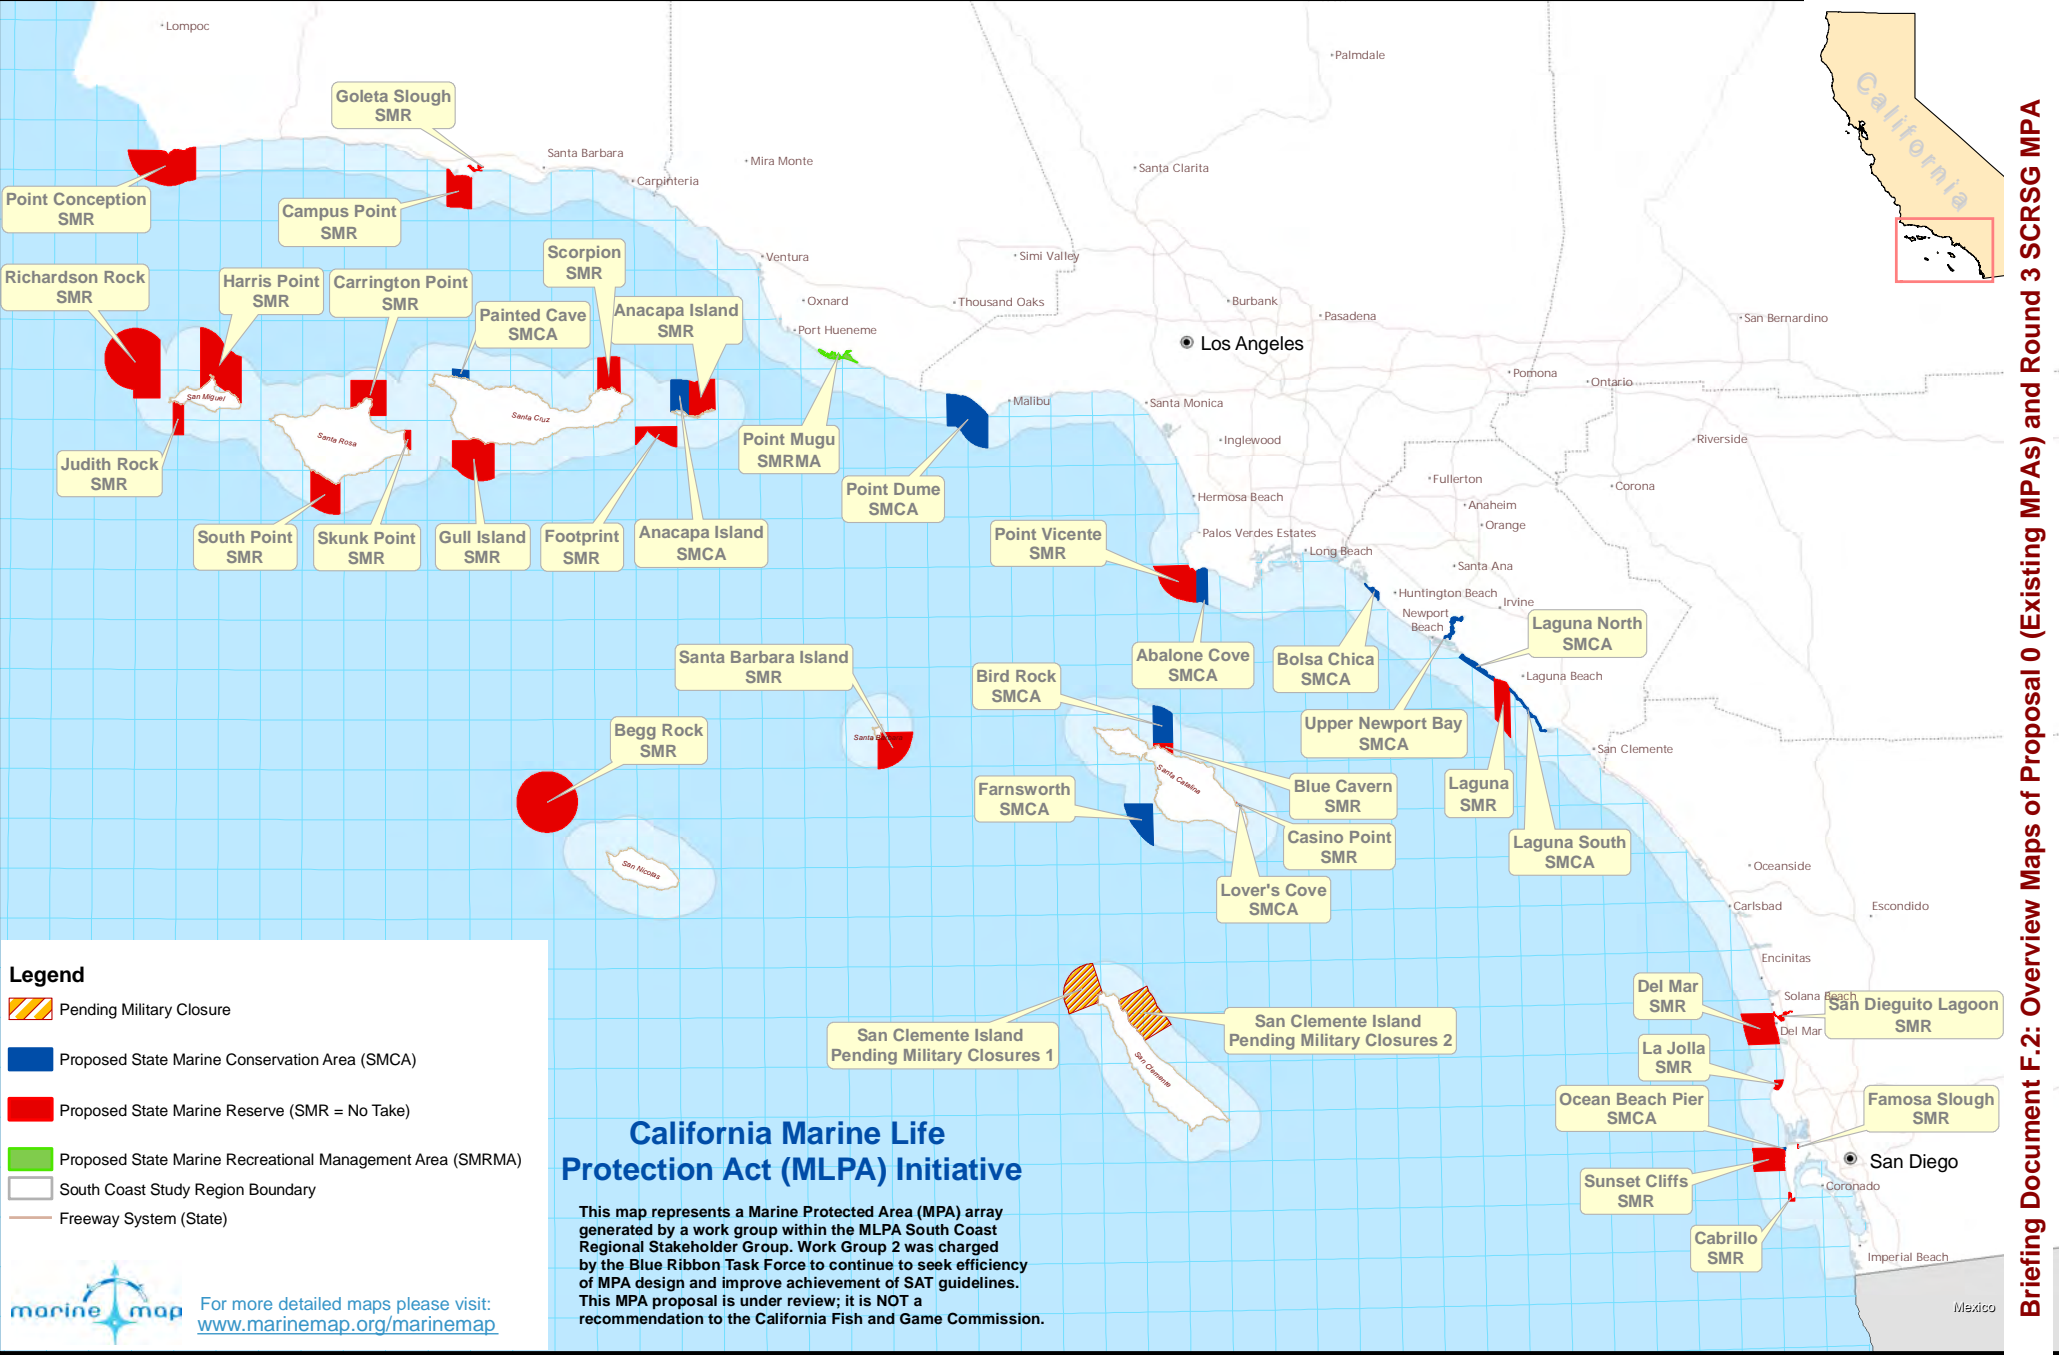 Lompoc
Palmdale
California
Goleta Slough
SMR
Santa Barbara
Mira Monte
Carpinteria
Santa Clarita
Point Conception
SMR
Campus Point
SMR
Scorpion
SMR
Ventura
Simi Valley
Richardson Rock
SMR
Harris Point
SMR
Carrington Point
SMR
Painted Cave
SMCA
Anacapa Island
SMR
Oxnard
Thousand Oaks
Burbank
Pasadena
San Bernardino
Port Hueneme
Los Angeles
Pomona
Ontario
San Miguel
Santa Rosa
Santa Cruz
Malibu
Santa Monica
Inglewood
Riverside
Judith Rock
SMR
Point Mugu
SMRMA
Point Dume
SMCA
Fullerton
Corona
Hermosa Beach
Anaheim
Orange
South Point
SMR
Skunk Point
SMR
Gull Island
SMR
Footprint
SMR
Anacapa Island
SMCA
Point Vicente
SMR
Palos Verdes Estates
Long Beach
Santa Ana
Huntington Beach
Irvine
Newport
Beach
Laguna North
SMCA
Santa Barbara Island
SMR
Abalone Cove
SMCA
Bolsa Chica
SMCA
Bird Rock
SMCA
Laguna Beach
Begg Rock
SMR
Santa Barbara
Upper Newport Bay
SMCA
San Clemente
Santa Catalina
Farnsworth
SMCA
Blue Cavern
SMR
Laguna
SMR
Casino Point
SMR
Laguna South
SMCA
San Nicolas
Lover's Cove
SMCA
Oceanside
Carlsbad
Escondido
Encinitas
Del Mar
SMR
Solana Beach
San Dieguito Lagoon
SMR
Del Mar
San Clemente Island
Pending Military Closures 1
San Clemente Island
Pending Military Closures 2
San Clemente
La Jolla
SMR
Ocean Beach Pier
SMCA
Famosa Slough
SMR
San Diego
Sunset Cliffs
SMR
Coronado
Cabrillo
SMR
Imperial Beach
Mexico
Legend
Pending Military Closure
Proposed State Marine Conservation Area (SMCA)
Proposed State Marine Reserve (SMR = No Take)
Proposed State Marine Recreational Management Area (SMRMA)
South Coast Study Region Boundary
Freeway System (State)
marine map
For more detailed maps please visit:
www.marinemap.org/marinemap
California Marine Life
Protection Act (MLPA) Initiative
This map represents a Marine Protected Area (MPA) array
generated by a work group within the MLPA South Coast
Regional Stakeholder Group. Work Group 2 was charged
by the Blue Ribbon Task Force to continue to seek efficiency
of MPA design and improve achievement of SAT guidelines.
This MPA proposal is under review; it is NOT a
recommendation to the California Fish and Game Commission.
Briefing Document F.2: Overview Maps of Proposal 0 (Existing MPAs) and Round 3 SCRSG MPA